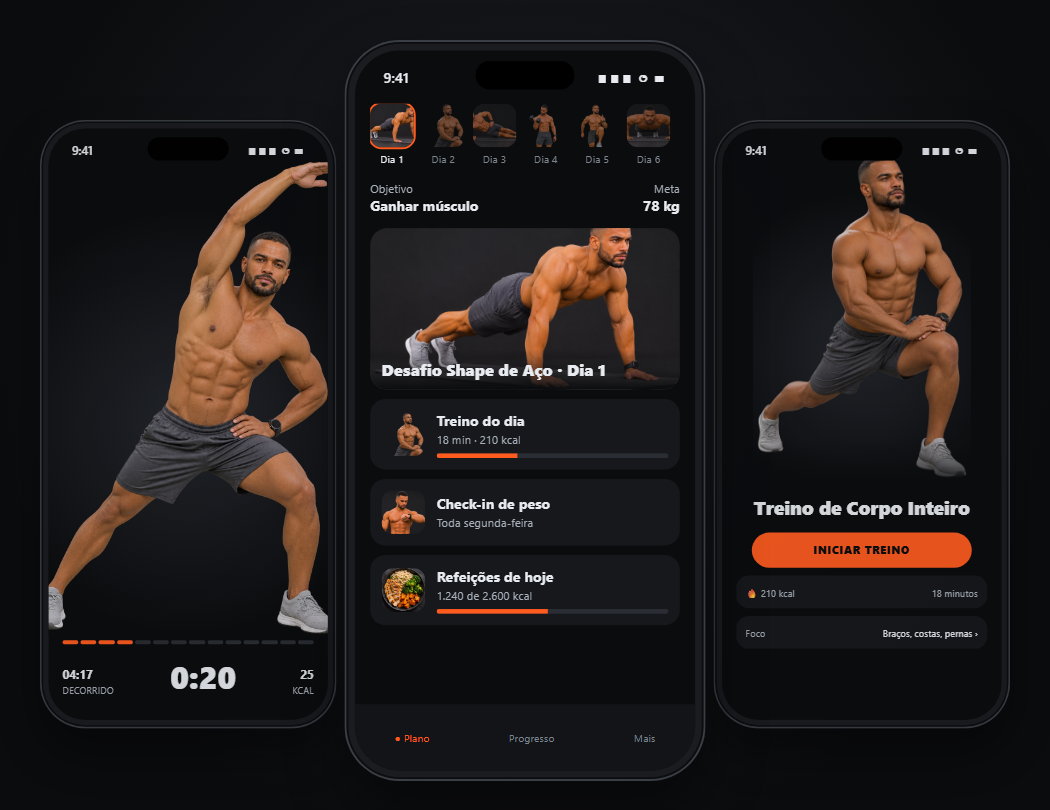 9:41
04:17
DECORRIDO
0:20
25
KCAL
9:41
Dia 1
Dia 2
Dia 3
Dia 4
Dia 5
Dia 6
Objetivo
Ganhar músculo
Meta
78 kg
Desafio Shape de Aço · Dia 1
Treino do dia
18 min · 210 kcal
Check-in de peso
Toda segunda-feira
Refeições de hoje
1.240 de 2.600 kcal
• Plano
Progresso
Mais
9:41
Treino de Corpo Inteiro
INICIAR TREINO
🔥 210 kcal
18 minutos
Foco
Braços, costas, pernas ›